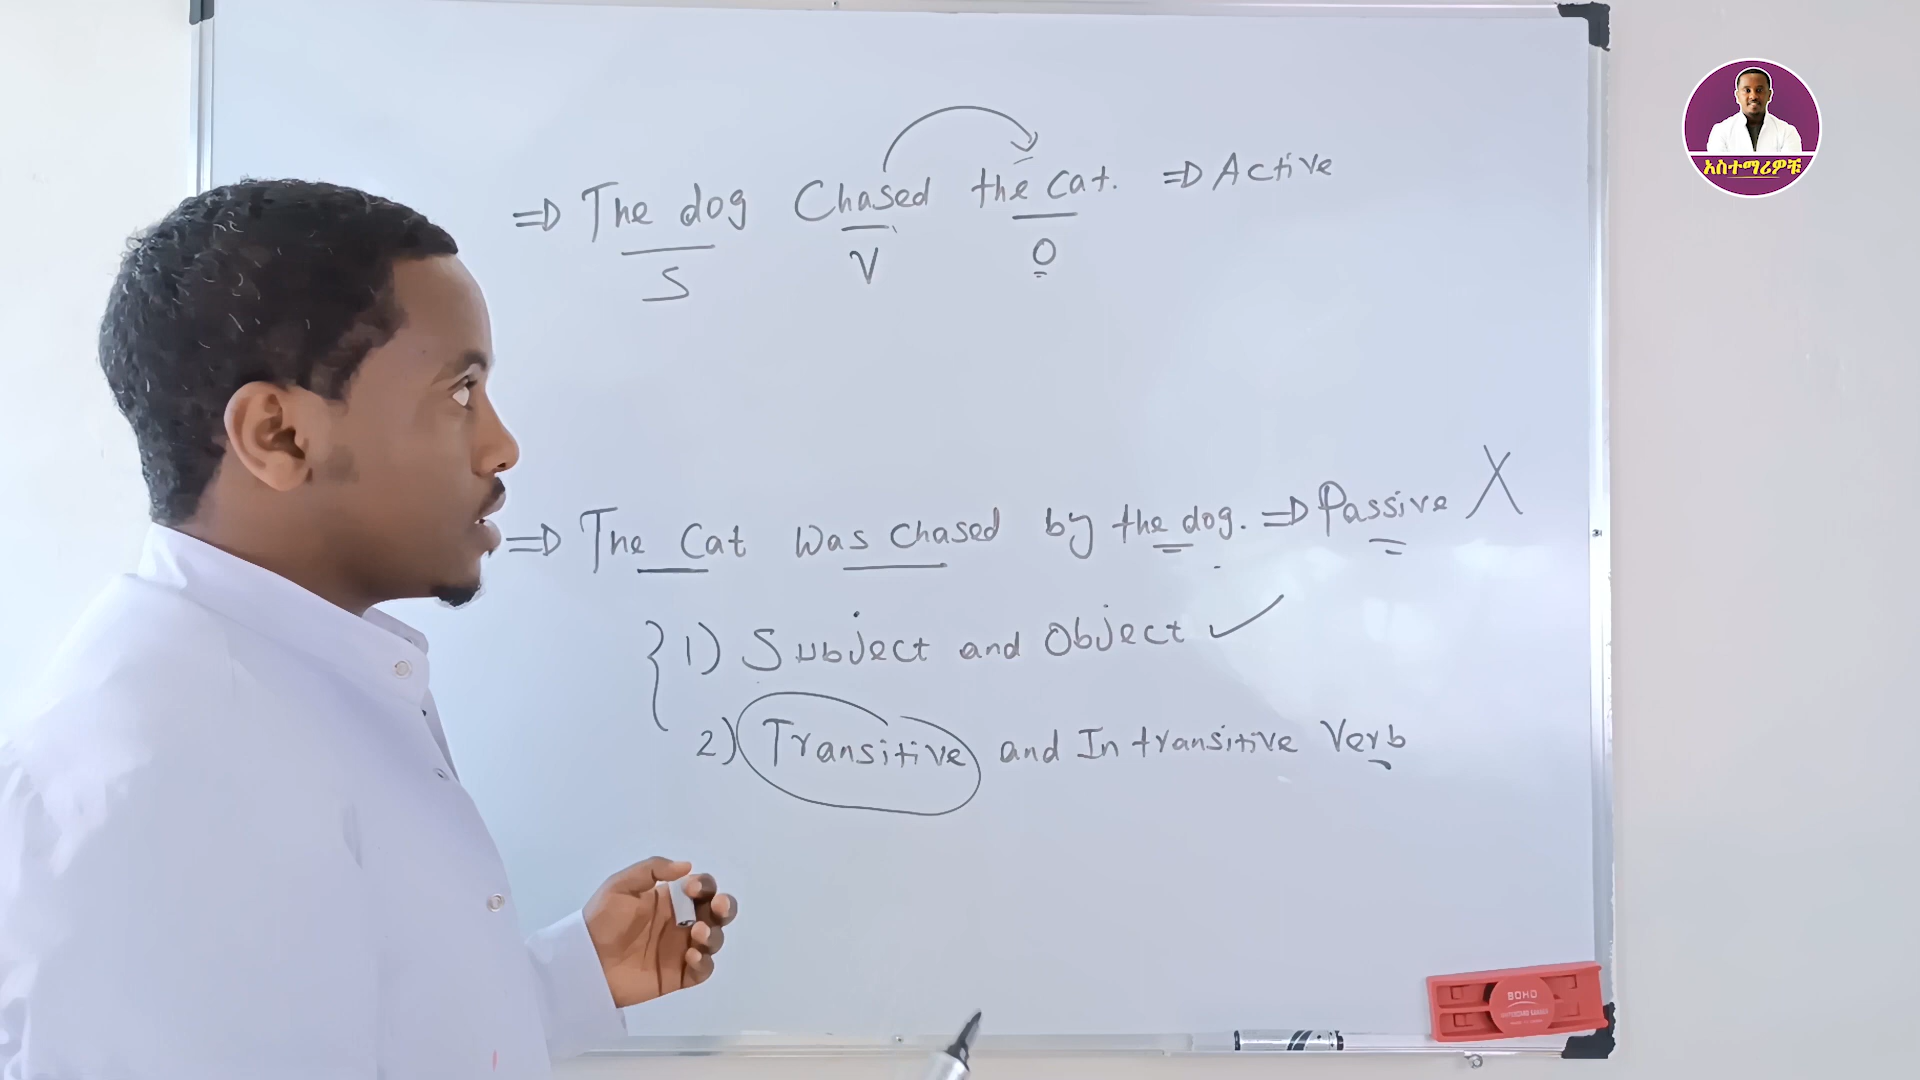 ⇒ The dog Chased the cat. ⇒ Active
S V O
አስተማሪዎቹ
⇒ The Cat was chased by the dog. ⇒ Passive X
1) Subject and Object ✓
2) Transitive and Intransitive Verb
BOHO